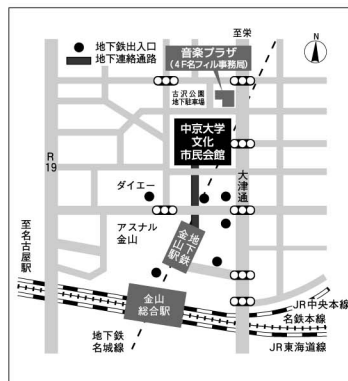 至栄
N
地下鉄出入口
地下連絡通路
音楽プラザ
(4F名フィル事務局)
古沢公園
地下駐車場
中京大学
文化
市民会館
R
19
大津通
ダイエー
アスナル
金山
地下鉄
金山駅
至名古屋駅
金山
総合駅
JR中央本線
名鉄本線
JR東海道線
地下鉄
名城線